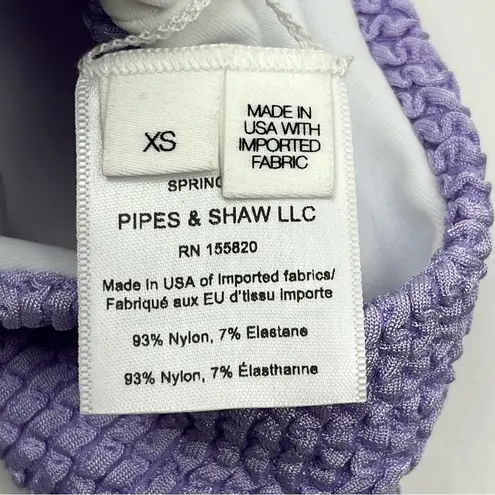 XS
MADE IN
USA WITH
IMPORTED
FABRIC
SPRING
PIPES & SHAW LLC
RN 155820
Made in USA of imported fabrics/
Fabriqué aux EU d'tissu importe
93% Nylon, 7% Elastane
93% Nylon, 7% Élasthanne